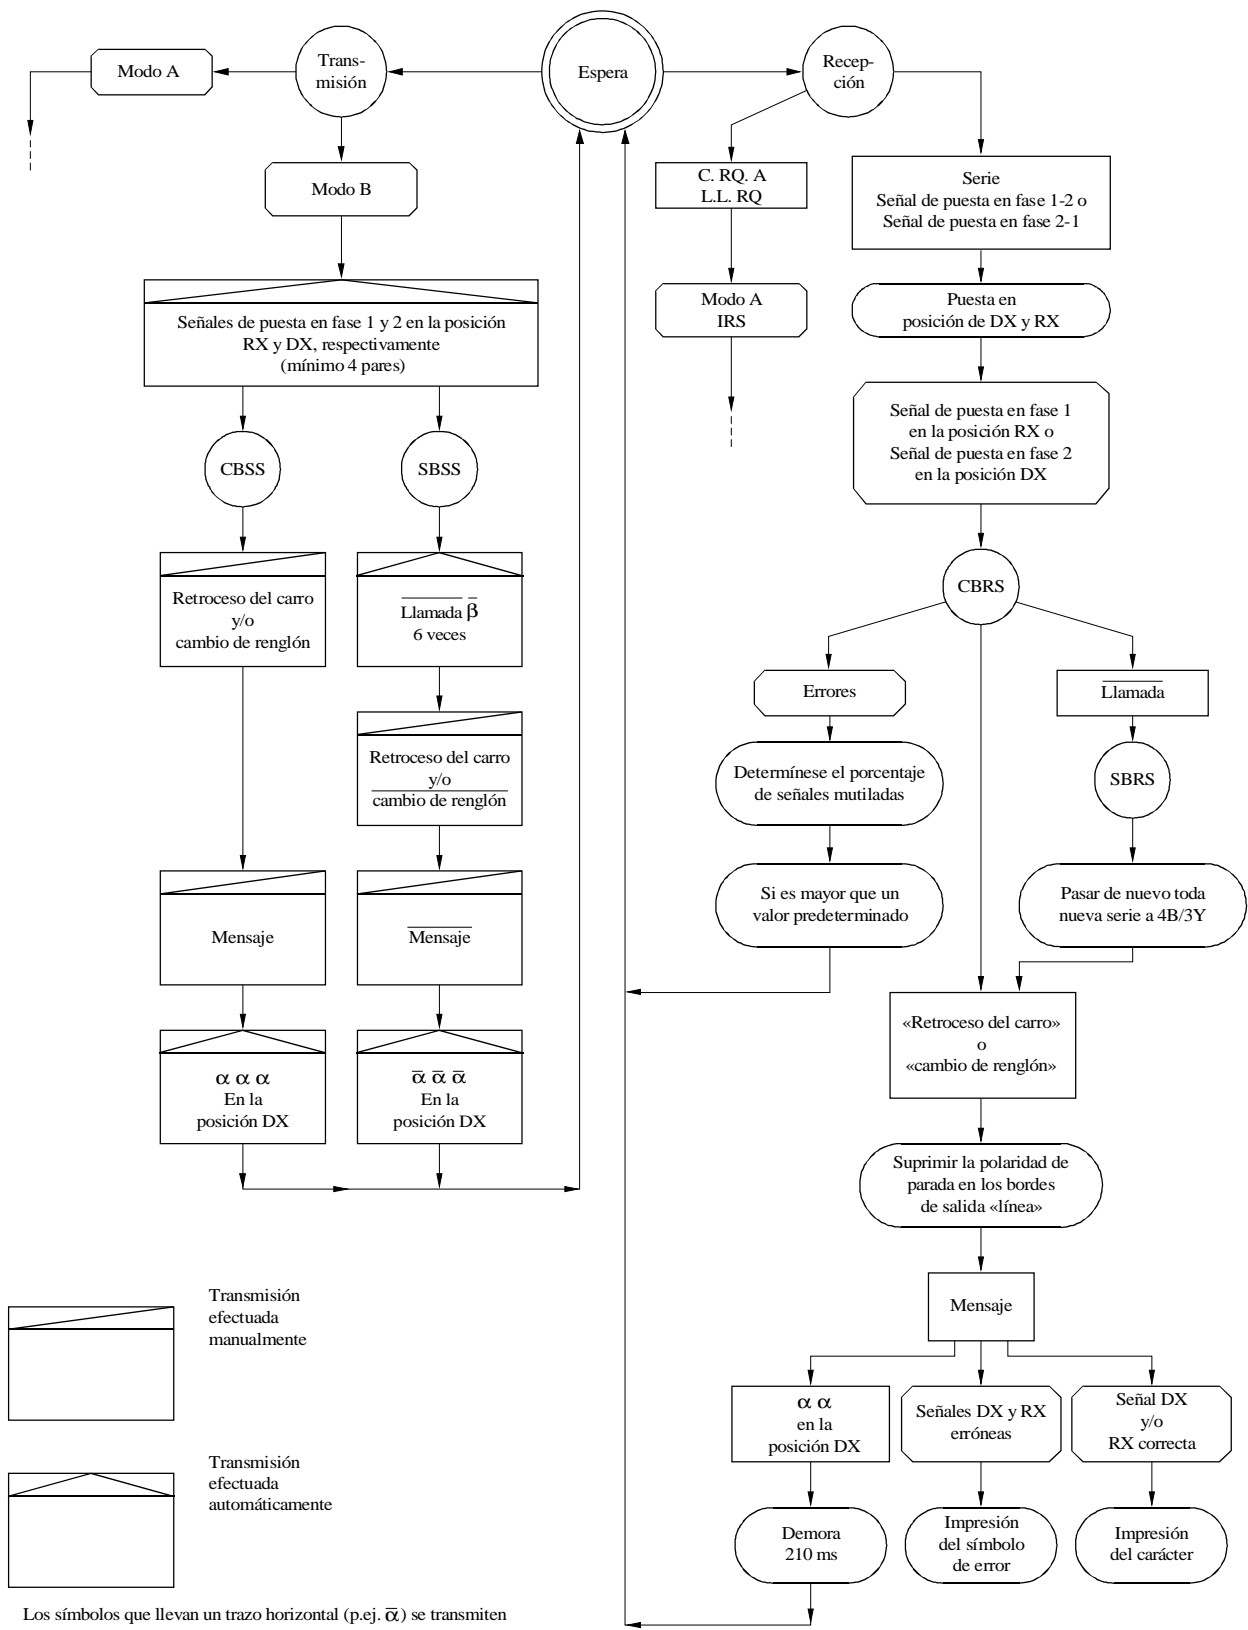 Modo A
Trans-
misión
Espera
Recep-
ción
Modo B
C. RQ. A
L.L. RQ
Serie
Señal de puesta en fase 1-2 o
Señal de puesta en fase 2-1
Señales de puesta en fase 1 y 2 en la posición
RX y DX, respectivamente
(mínimo 4 pares)
Modo A
IRS
Puesta en
posición de DX y RX
Señal de puesta en fase 1
en la posición RX o
Señal de puesta en fase 2
en la posición DX
CBSS
SBSS
CBRS
Retroceso del carro
y/o
cambio de renglón
L̅l̅a̅m̅a̅d̅a̅ β̅
6 veces
Errores
L̅l̅a̅m̅a̅d̅a̅
Retroceso del carro
y/o
c̅a̅m̅b̅i̅o̅ ̅d̅e̅ ̅r̅e̅n̅g̅l̅ó̅n̅
Determínese el porcentaje
de señales mutiladas
SBRS
Mensaje
M̅e̅n̅s̅a̅j̅e̅
Si es mayor que un
valor predeterminado
Pasar de nuevo toda
nueva serie a 4B/3Y
«Retroceso del carro»
o
«cambio de renglón»
α α α
En la
posición DX
α̅ α̅ α̅
En la
posición DX
Suprimir la polaridad de
parada en los bordes
de salida «línea»
Mensaje
Transmisión
efectuada
manualmente
α α
en la
posición DX
Señales DX y RX
erróneas
Señal DX
y/o
RX correcta
Transmisión
efectuada
automáticamente
Demora
210 ms
Impresión
del símbolo
de error
Impresión
del carácter
Los símbolos que llevan un trazo horizontal (p.ej. α̅) se transmiten